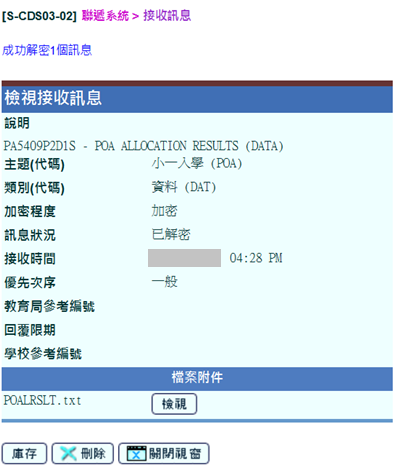 [S-CDS03-02] 聯遞系統 > 接收訊息
成功解密1個訊息
檢視接收訊息
說明
PA5409P2D1S - POA ALLOCATION RESULTS (DATA)
主題(代碼) 小一入學 (POA)
類別(代碼) 資料 (DAT)
加密程度 加密
訊息狀況 已解密
接收時間 04:28 PM
優先次序 一般
教育局參考編號
回覆限期
學校參考編號
檔案附件
POALRSLT.txt 檢視
庫存 刪除 關閉視窗